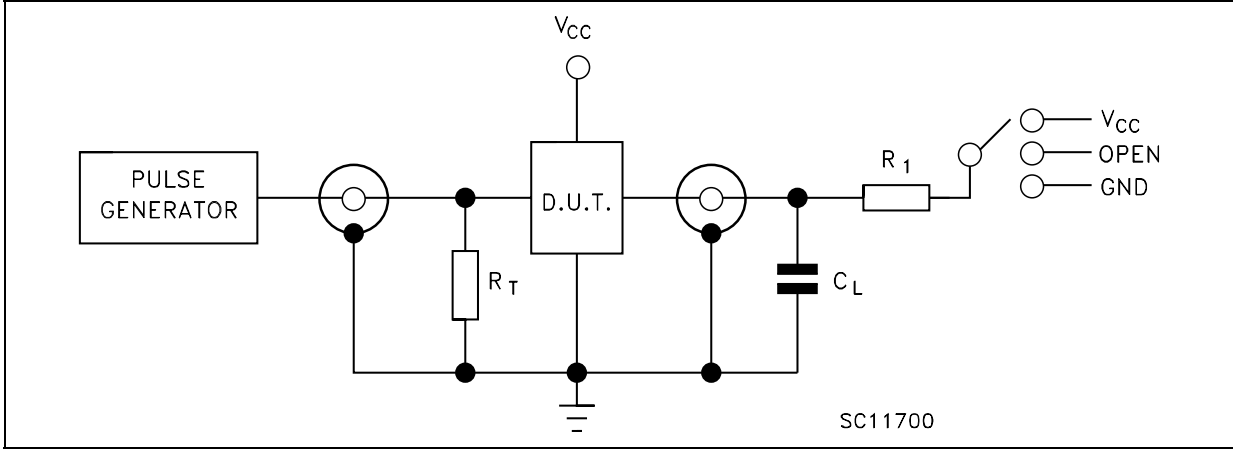 VCC
PULSE
GENERATOR
D.U.T.
RT
CL
R1
VCC
OPEN
GND
SC11700